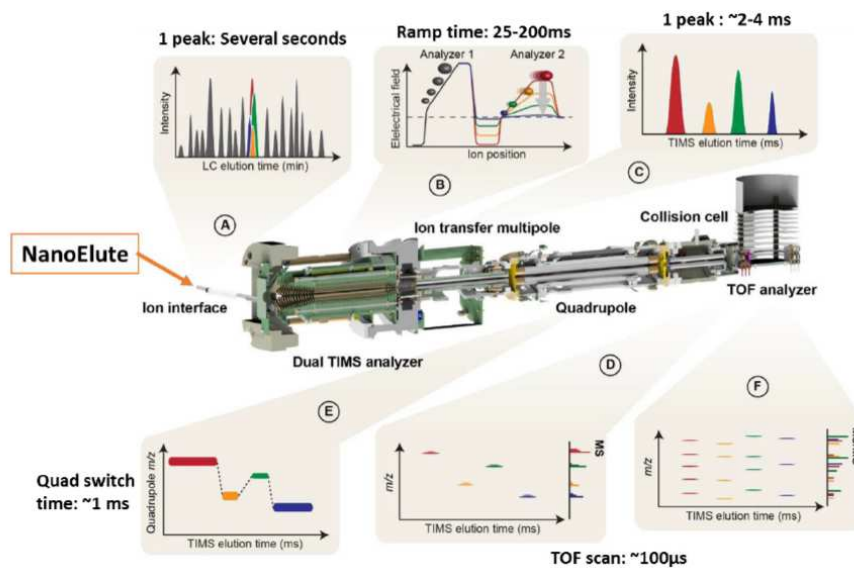 1 peak: Several seconds
Intensity
LC elution time (min)
A
Ramp time: 25-200ms
Analyzer 1
Analyzer 2
Elelectrical field
Ion position
B
1 peak : ~2-4 ms
Intensity
TIMS elution time (ms)
C
NanoElute
Ion interface
Dual TIMS analyzer
Ion transfer multipole
Quadrupole
Collision cell
TOF analyzer
E
Quad switch
time: ~1 ms
Quadrupole m/z
TIMS elution time (ms)
D
m/z
MS
TIMS elution time (ms)
F
m/z
TIMS elution time (ms)
TOF scan: ~100µs